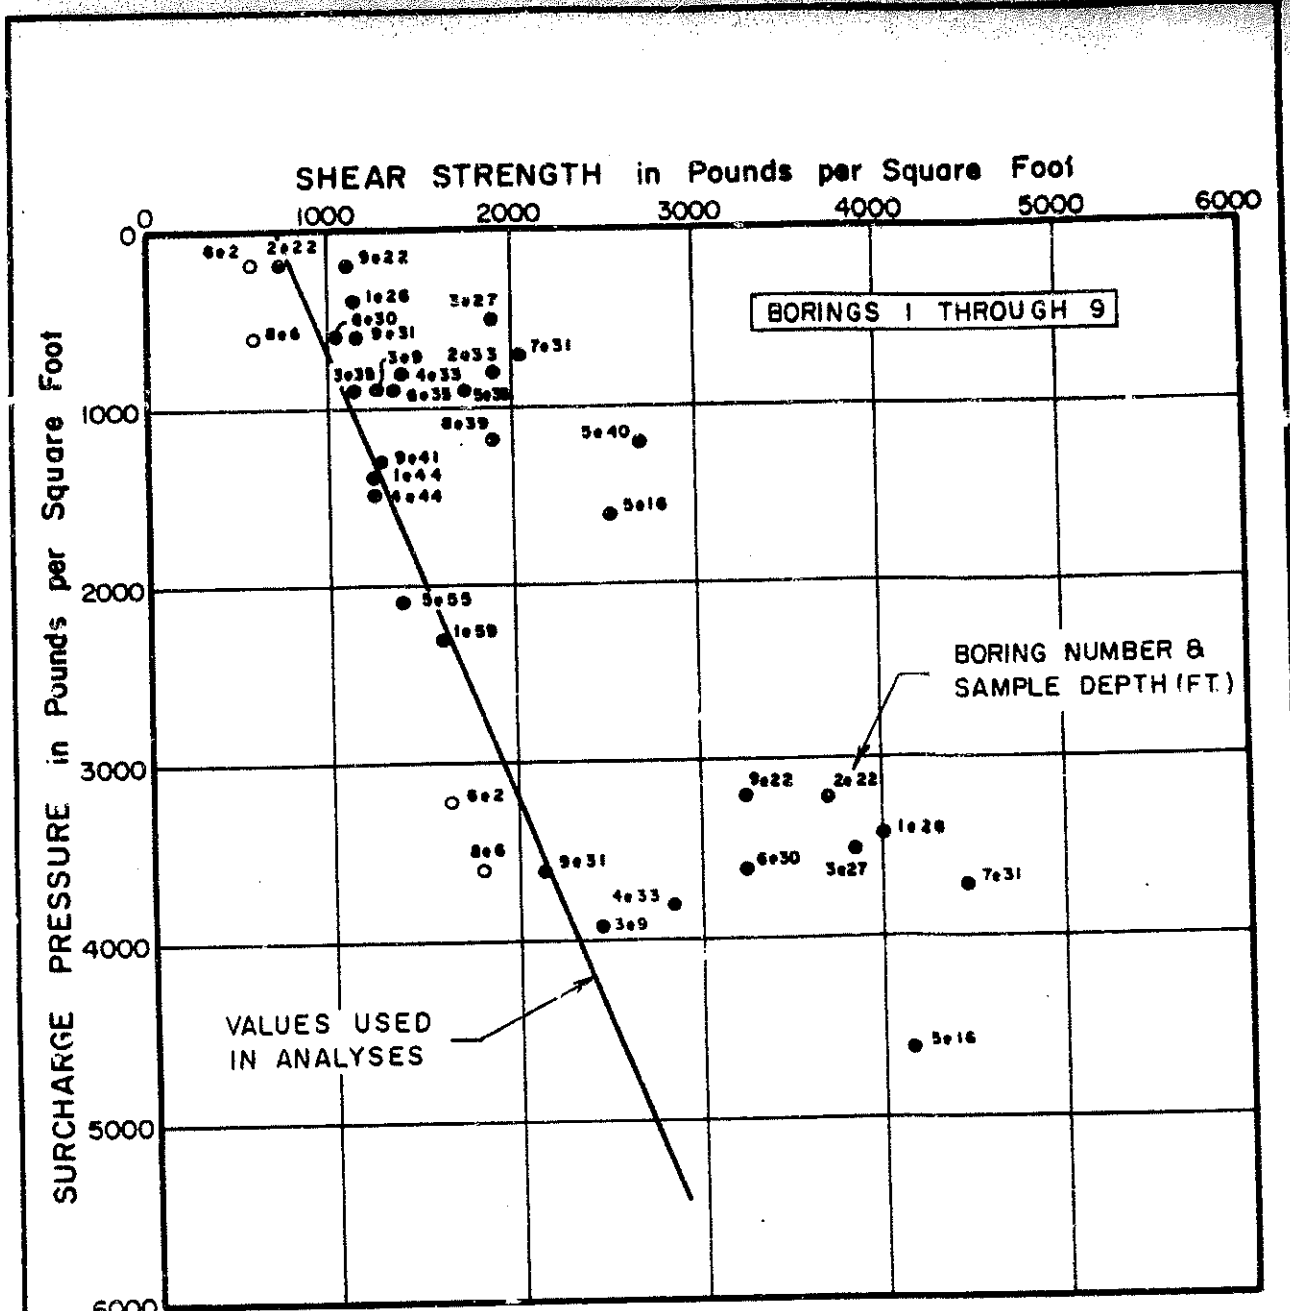 SHEAR STRENGTH in Pounds per Square Foot
0 1000 2000 3000 4000 5000 6000
0
6e2 2e22 9e22
1e26 3e27
6e30
8e6 9e31 7e31
3e9 2e33
3e38 4e33
6e35 5e38
BORINGS 1 THROUGH 9
1000
8e39 5e40
9e41
1e44
4e44 5e16
2000
5e55
1e59
BORING NUMBER &
SAMPLE DEPTH (FT.)
3000
6e2 9e22 2e22
1e28
8e6 9e31 6e30 3e27 7e31
4e33
3e9
4000
VALUES USED
IN ANALYSES
5e16
5000
6000
SURCHARGE PRESSURE in Pounds per Square Foot